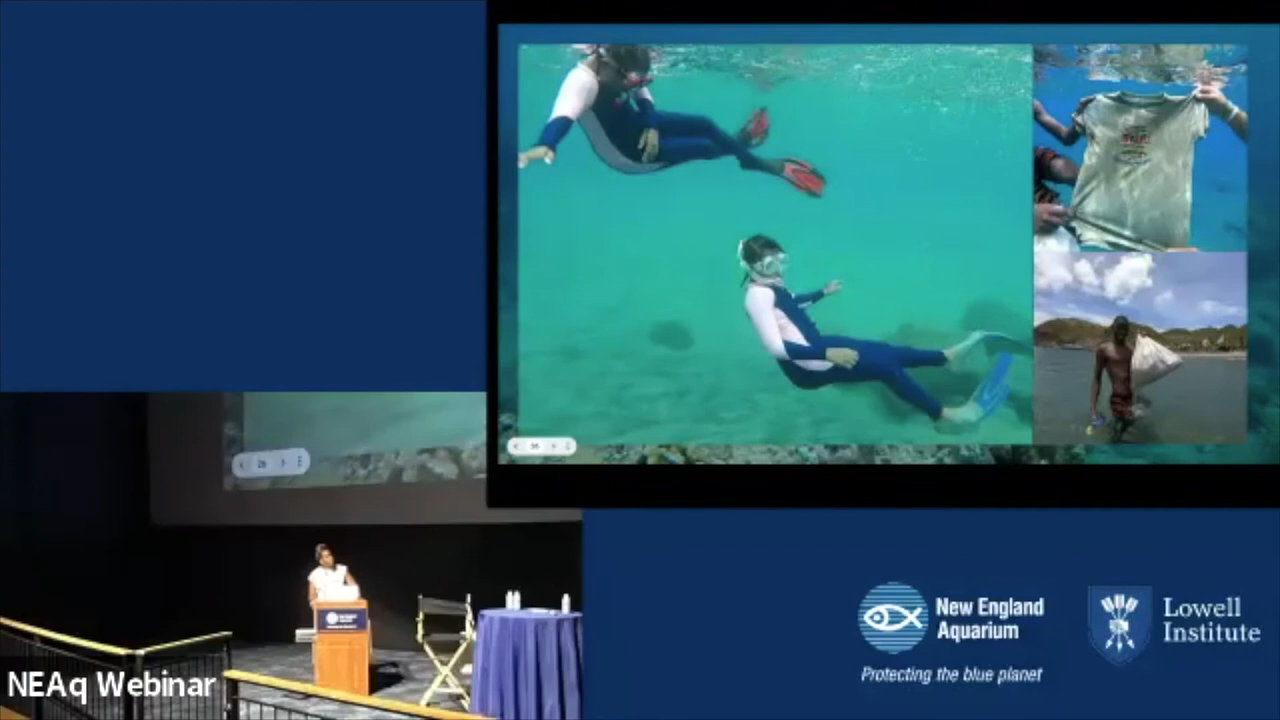 NEAq Webinar
New England
Aquarium
Protecting the blue planet
Lowell
Institute